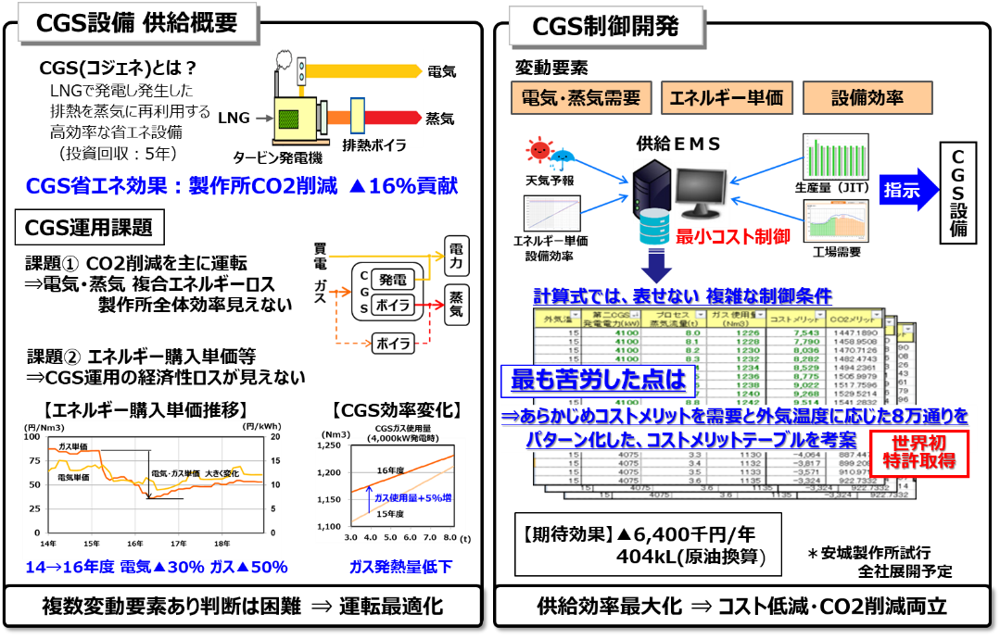 CGS設備 供給概要
CGS(コジェネ)とは？
LNGで発電し発生した
排熱を蒸気に再利用する
高効率な省エネ設備
（投資回収：5年）
電気
LNG
蒸気
排熱ボイラ
タービン発電機
CGS省エネ効果：製作所CO2削減 ▲16%貢献
CGS運用課題
課題① CO2削減を主に運転
⇒電気・蒸気 複合エネルギーロス
製作所全体効率見えない
買電
ガス
CGS
発電
ボイラ
ボイラ
電力
蒸気
課題② エネルギー購入単価等
⇒CGS運用の経済性ロスが見えない
【エネルギー購入単価推移】
(円/Nm3)
(円/kWh)
100
75
50
25
0
20
15
10
5
0
ガス単価
電気単価
電気・ガス単価 大きく変化
14年
15年
16年
17年
18年
14→16年度 電気▲30% ガス▲50%
【CGS効率変化】
CGSガス使用量
(4,000kW発電時)
(Nm3)
1,250
1,200
1,150
1,100
16年度
ガス使用量+5%増
15年度
3.0 4.0 5.0 6.0 7.0 8.0 (t)
ガス発熱量低下
複数変動要素あり判断は困難 ⇒ 運転最適化
CGS制御開発
変動要素
電気・蒸気需要
エネルギー単価
設備効率
供給ＥＭＳ
天気予報
エネルギー単価
設備効率
最小コスト制御
生産量（JIT）
工場需要
指示
CGS設備
計算式では、表せない 複雑な制御条件
外気温 第二CGS発電電力(kW) プロセス蒸気流量(t) ガス使用量(Nm3) コストメリット CO2メリット
15 4100 8.0 1226 7,543 1447.1890
15 4100 8.1 1228 7,790 1458.9508
15 4100 8.2 1230 8,036 1470.7126
15 4100 8.3 1232 8,282 1482.4743
1234 8,529 1494.2361
1236 8,775 1505.9979
1238 9,022 1517.7596
1240 9,268 1529.5214
8.8 1242 9,514 1541.2832
最も苦労した点は
⇒あらかじめコストメリットを需要と外気温度に応じた8万通りを
パターン化した、コストメリットテーブルを考案
世界初
特許取得
15 4075 3.3 1130 -4,064 887.447
15 4075 3.4 1132 -3,817 899.20
15 4075 3.5 1133 -3,571 910.97
15 4075 3.6 1135 -3,324 922.7332
15 4075 3.6 1135 -3,324 922.7332
【期待効果】▲6,400千円/年
404kL(原油換算)
＊安城製作所試行
全社展開予定
供給効率最大化 ⇒ コスト低減・CO2削減両立